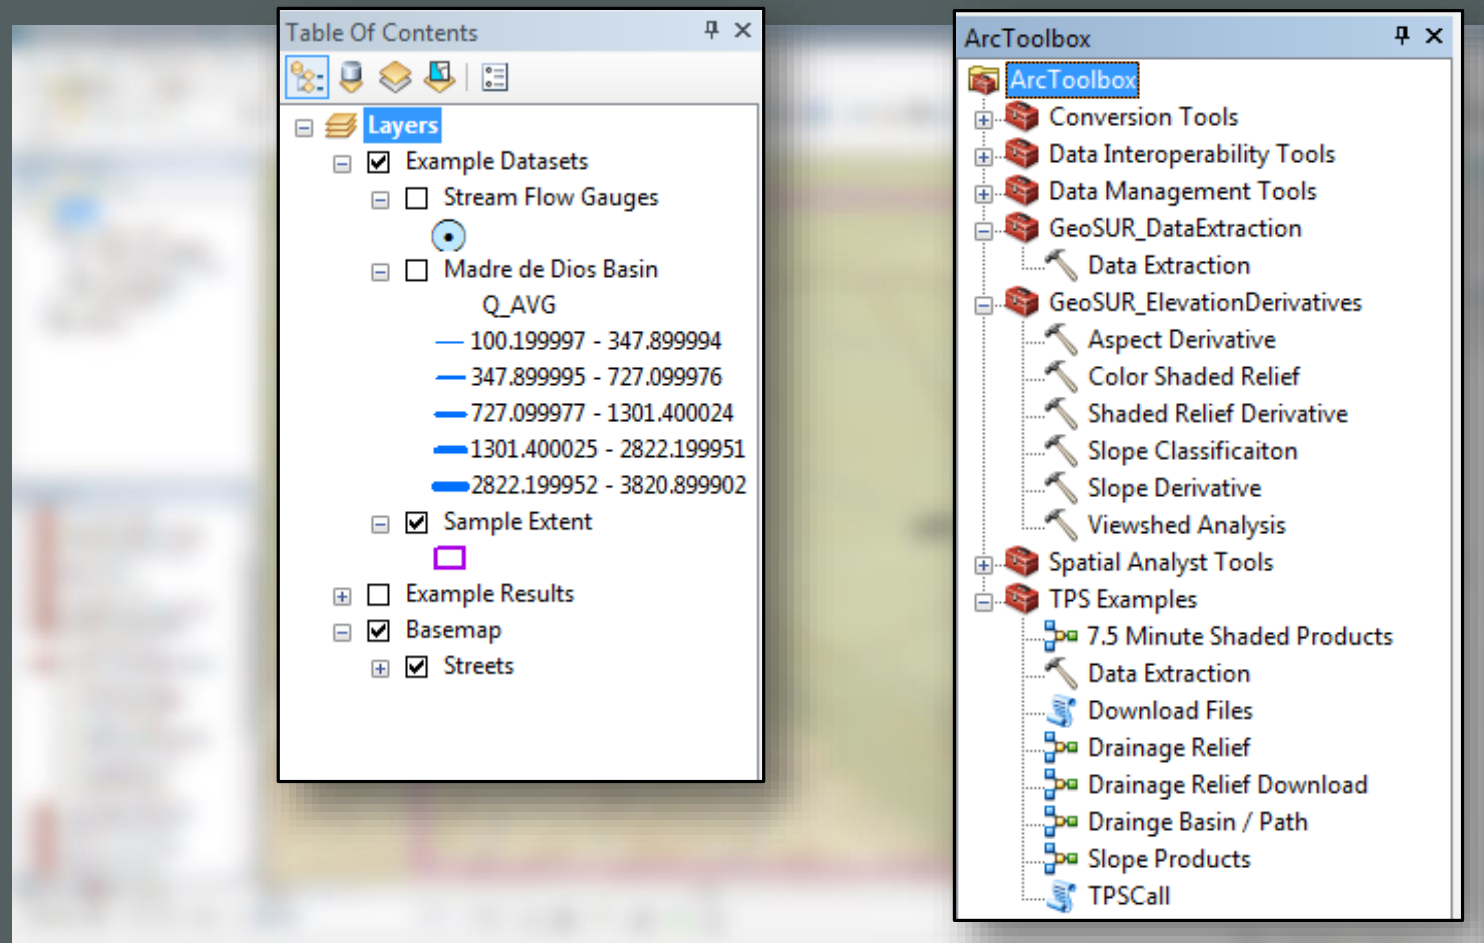 Table Of Contents
Layers
Example Datasets
Stream Flow Gauges
Madre de Dios Basin
Q_AVG
100.199997 - 347.899994
347.899995 - 727.099976
727.099977 - 1301.400024
1301.400025 - 2822.199951
2822.199952 - 3820.899902
Sample Extent
Example Results
Basemap
Streets
ArcToolbox
ArcToolbox
Conversion Tools
Data Interoperability Tools
Data Management Tools
GeoSUR_DataExtraction
Data Extraction
GeoSUR_ElevationDerivatives
Aspect Derivative
Color Shaded Relief
Shaded Relief Derivative
Slope Classificaiton
Slope Derivative
Viewshed Analysis
Spatial Analyst Tools
TPS Examples
7.5 Minute Shaded Products
Data Extraction
Download Files
Drainage Relief
Drainage Relief Download
Drainge Basin / Path
Slope Products
TPSCall